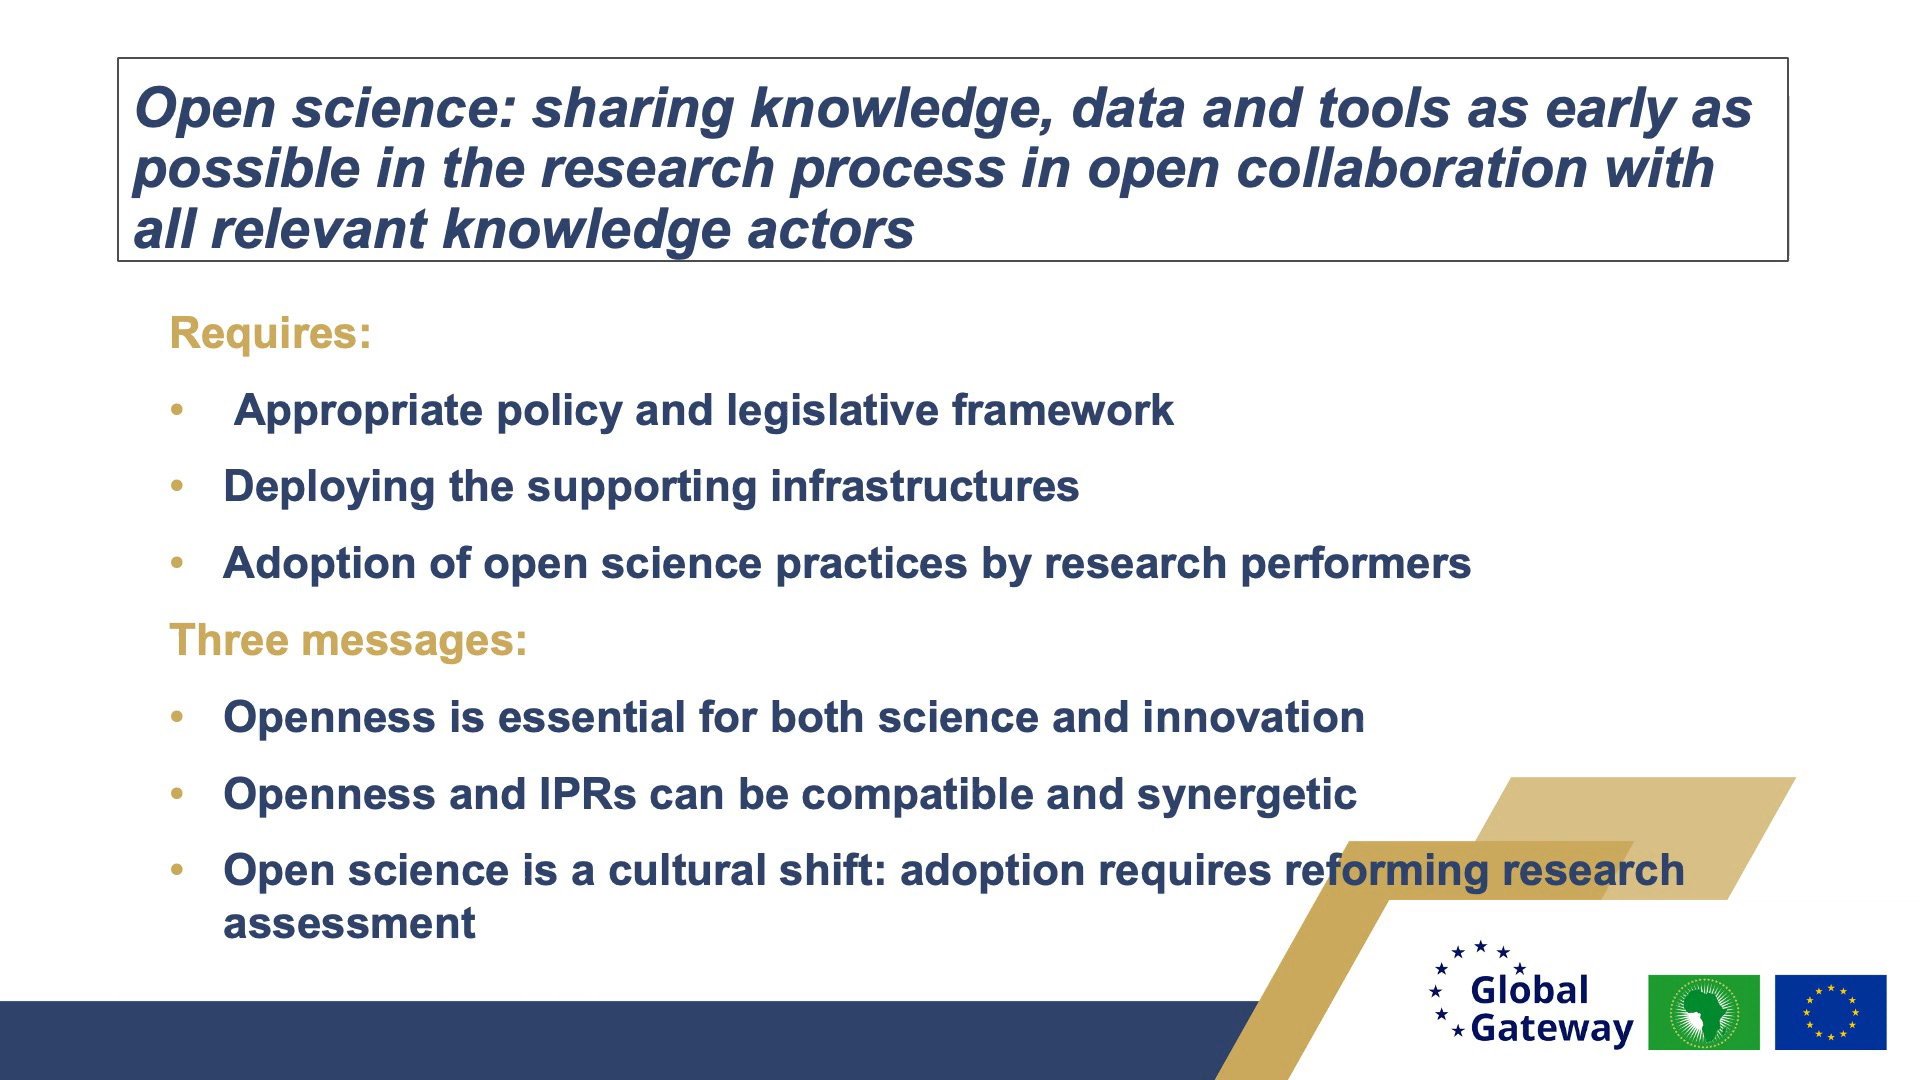 Open science: sharing knowledge, data and tools as early as
possible in the research process in open collaboration with
all relevant knowledge actors
Requires:
• Appropriate policy and legislative framework
• Deploying the supporting infrastructures
• Adoption of open science practices by research performers
Three messages:
• Openness is essential for both science and innovation
• Openness and IPRs can be compatible and synergetic
• Open science is a cultural shift: adoption requires reforming research
assessment
Global
Gateway